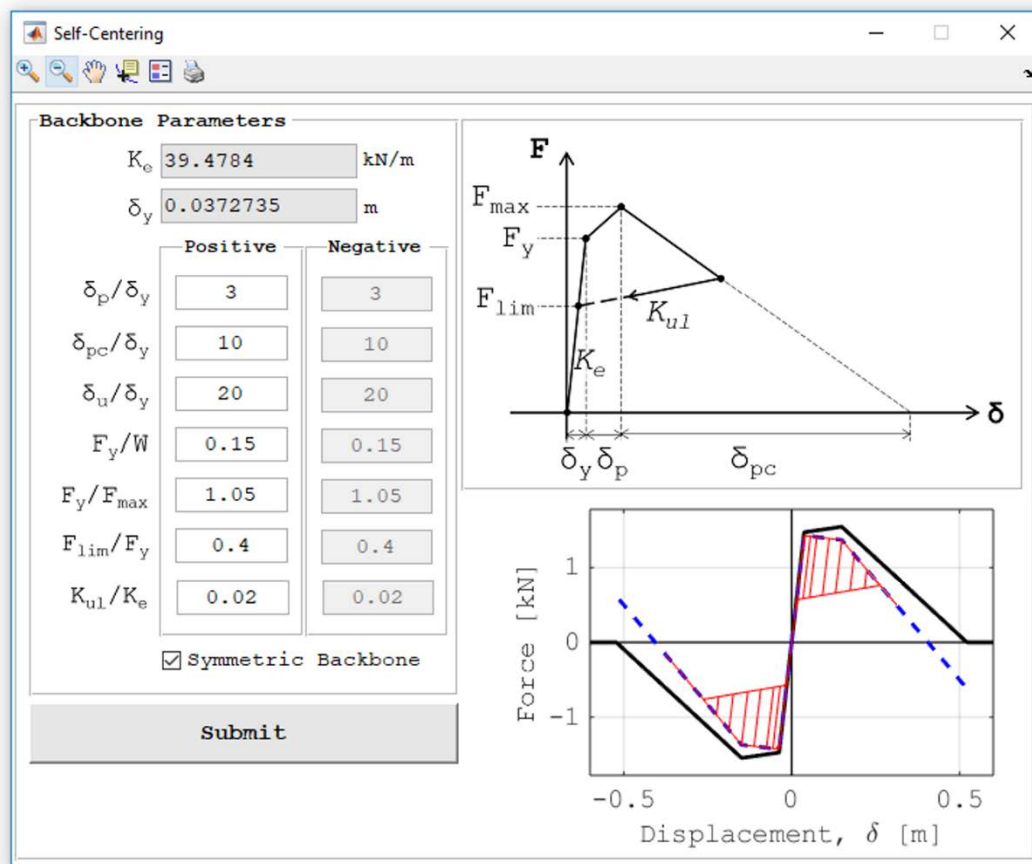 Self-Centering
Backbone Parameters
Kₑ 39.4784 kN/m
δy 0.0372735 m
Positive Negative
δp/δy 3 3
δpc/δy 10 10
δu/δy 20 20
Fy/W 0.15 0.15
Fy/Fmax 1.05 1.05
Flim/Fy 0.4 0.4
Kul/Ke 0.02 0.02
Symmetric Backbone
Submit
F
Fmax
Fy
Flim
Kul
Ke
δ
δy δp δpc
Force [kN]
1
0
-1
-0.5 0 0.5
Displacement, δ [m]